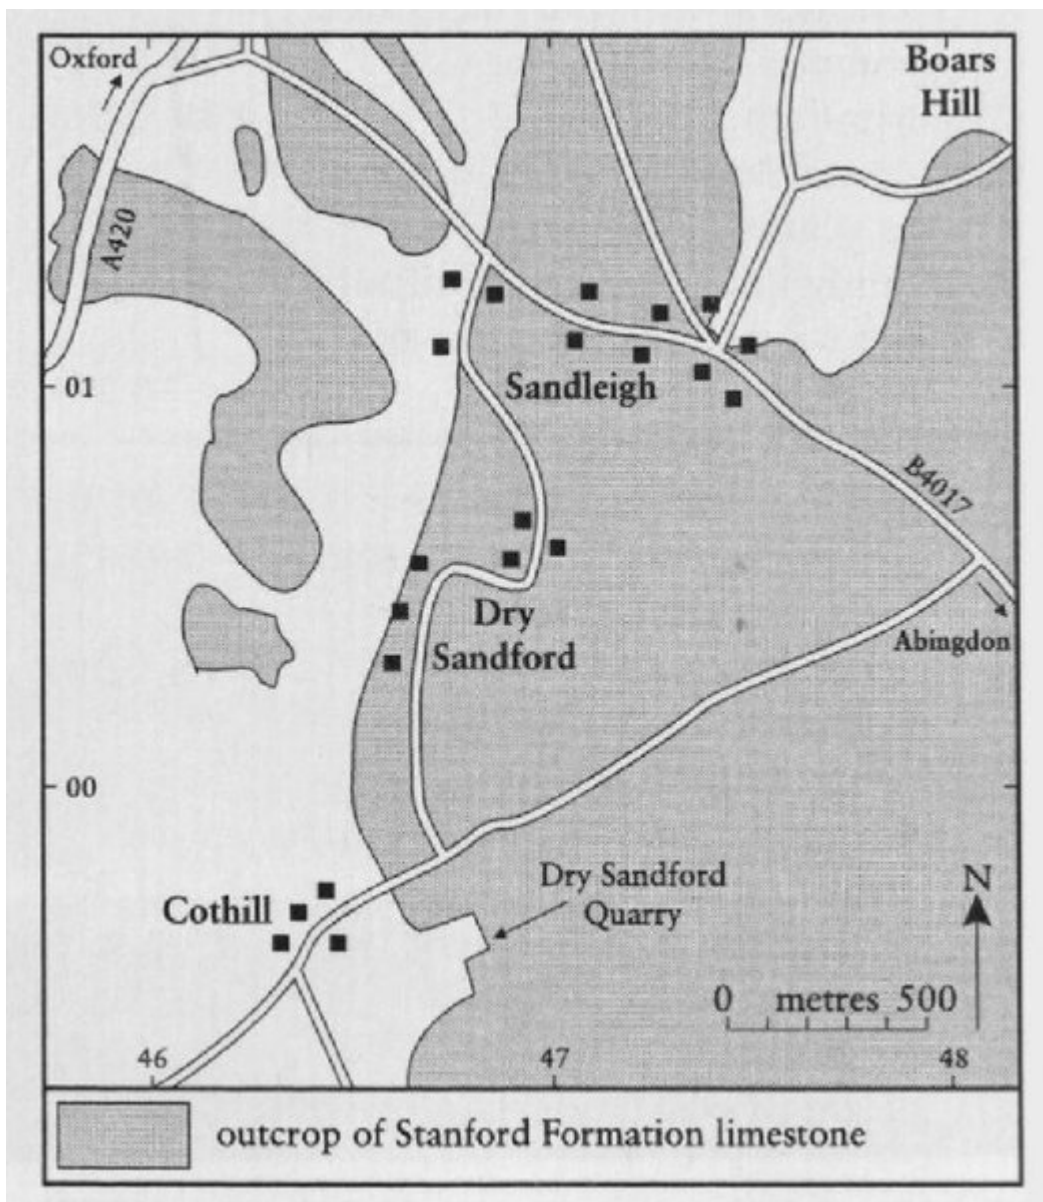 Oxford
Boars
Hill
A420
01
Sandleigh
B4017
Dry
Sandford
Abingdon
00
Dry Sandford
Quarry
Cothill
N
0 metres 500
46
47
48
outcrop of Stanford Formation limestone